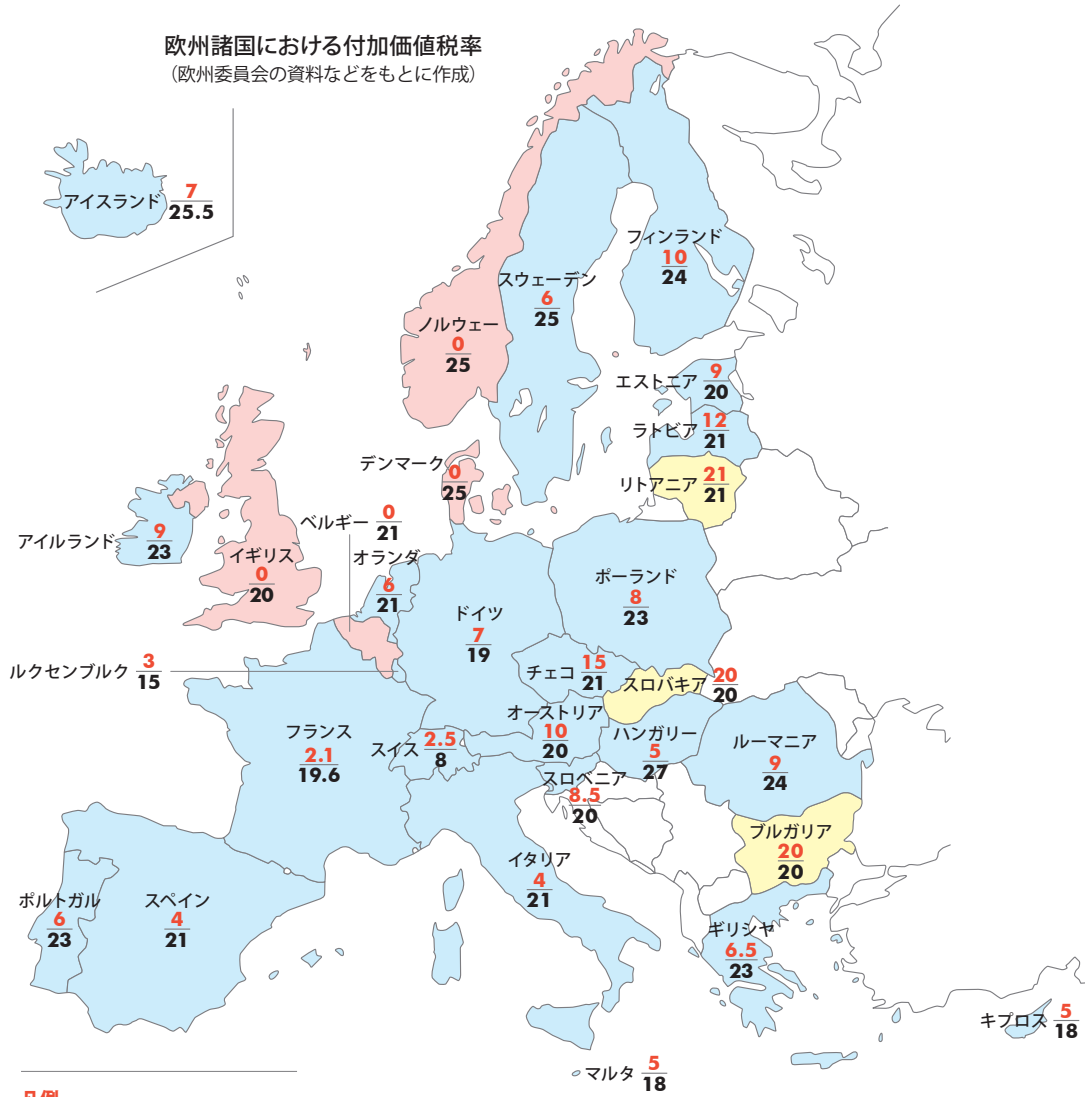 欧州諸国における付加価値税率
（欧州委員会の資料などをもとに作成）
アイスランド
7
25.5
フィンランド
10
24
スウェーデン
6
25
ノルウェー
0
25
エストニア
9
20
ラトビア
12
21
リトアニア
21
21
デンマーク
0
25
ベルギー
0
21
アイルランド
9
23
イギリス
0
20
オランダ
6
21
ポーランド
8
23
ドイツ
7
19
ルクセンブルク
3
15
チェコ
15
21
スロバキア
20
20
オーストリア
10
20
フランス
2.1
19.6
スイス
2.5
8
ハンガリー
5
27
ルーマニア
9
24
スロベニア
8.5
20
ブルガリア
20
20
イタリア
4
21
ポルトガル
6
23
スペイン
4
21
ギリシヤ
6.5
23
キプロス
5
18
マルタ
5
18